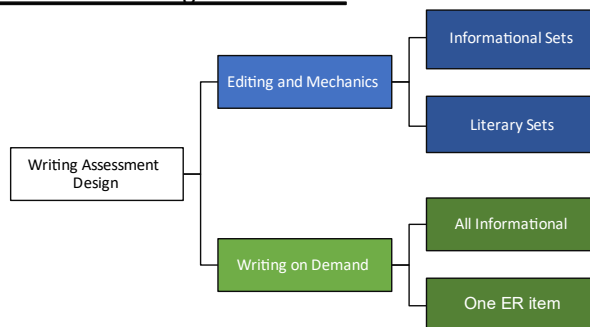 Writing Assessment
Design
Editing and Mechanics
Informational Sets
Literary Sets
Writing on Demand
All Informational
One ER item